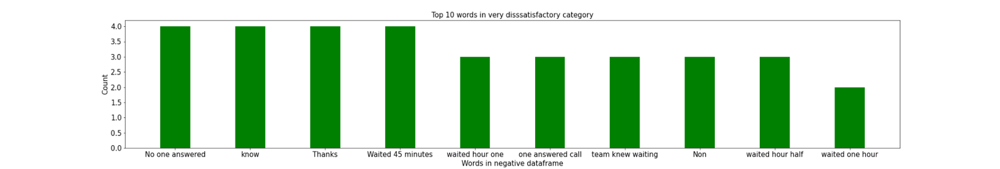 Top 10 words in very disssatisfactory category
Count
4.0
3.5
3.0
2.5
2.0
1.5
1.0
0.5
0.0
No one answered know Thanks Waited 45 minutes waited hour one one answered call team knew waiting Non waited hour half waited one hour
Words in negative dataframe